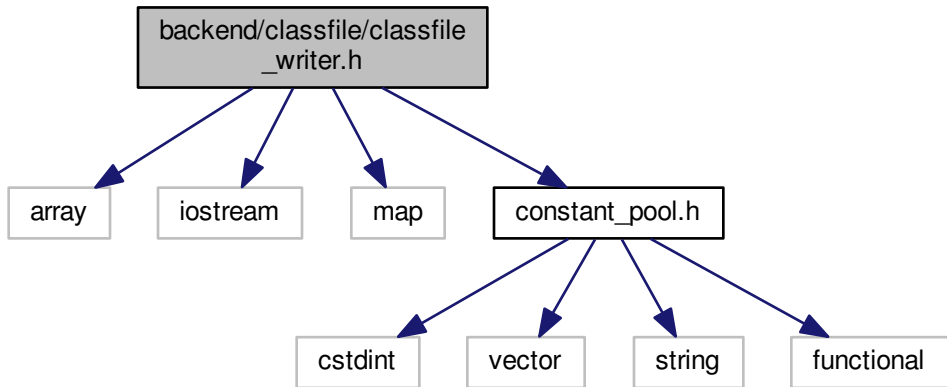 backend/classfile/classfile
_writer.h
array
iostream
map
constant_pool.h
cstdint
vector
string
functional